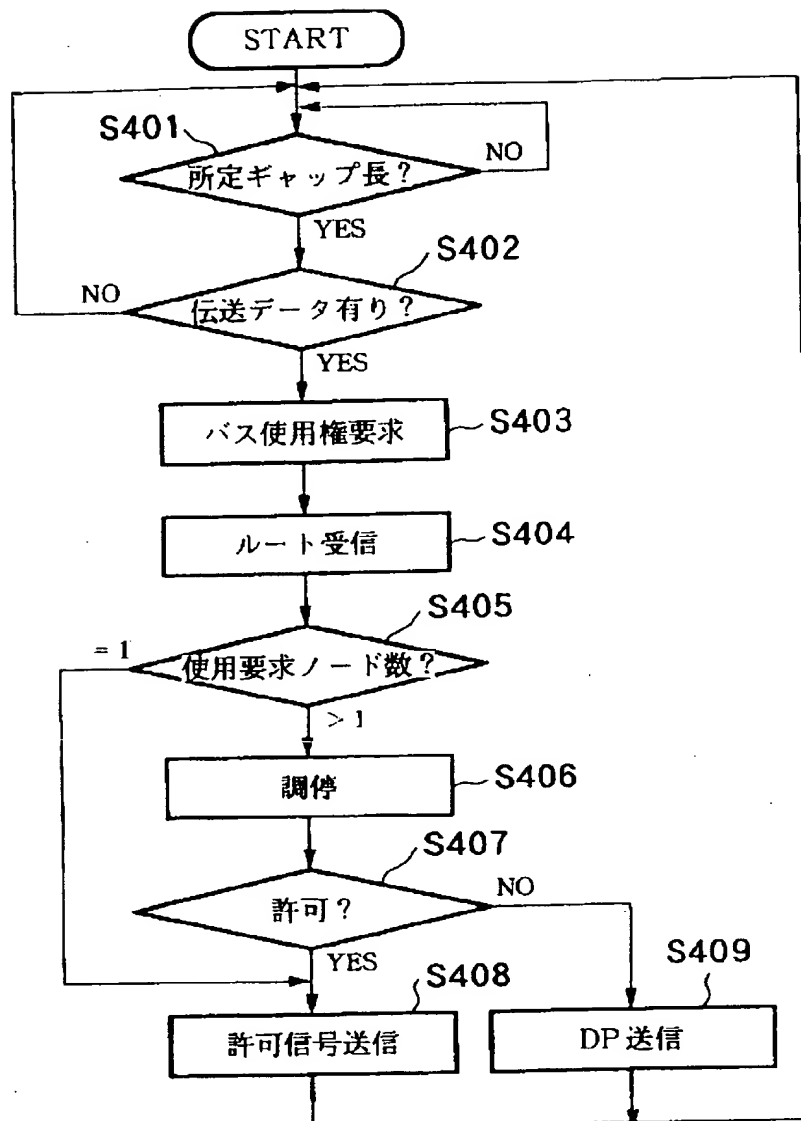 START
S401
所定ギャップ長?
NO
YES
S402
NO
伝送データ有り?
YES
バス使用権要求
S403
ルート受信
S404
S405
= 1
使用要求ノード数?
> 1
調停
S406
S407
許可?
NO
YES
S408
S409
許可信号送信
DP送信